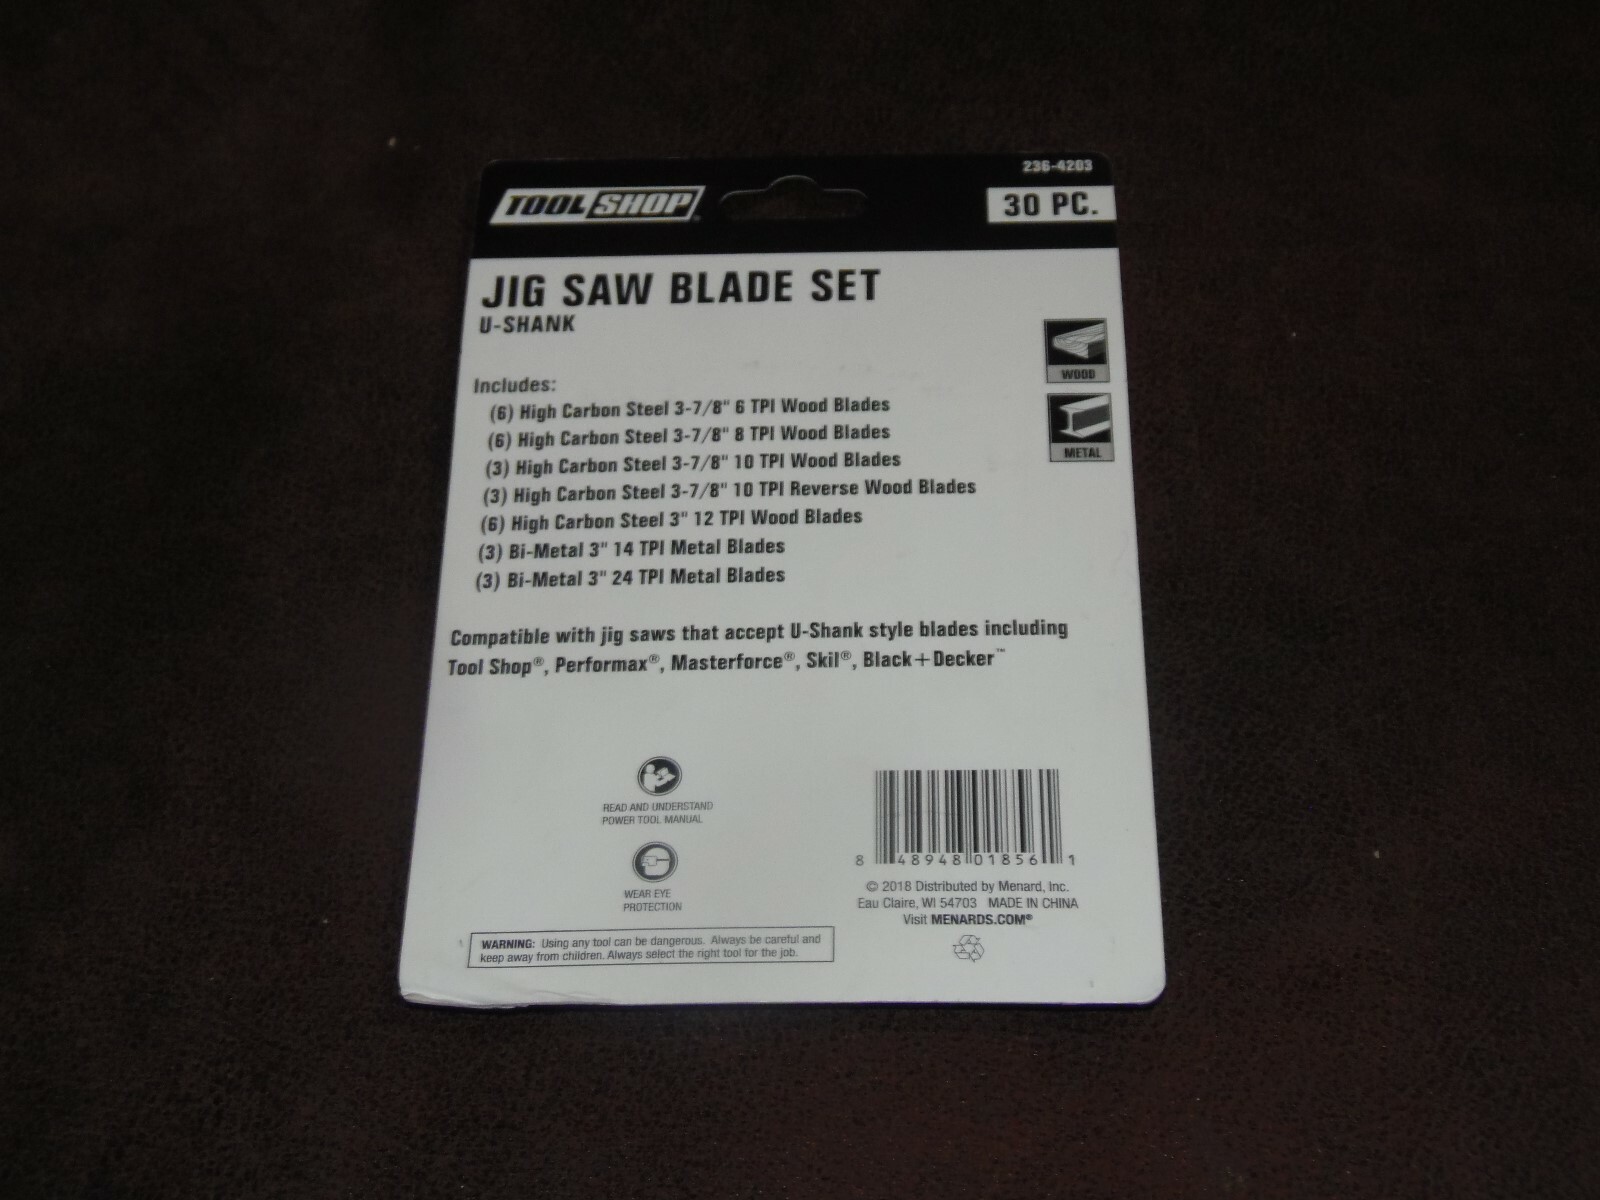 236-4203
TOOL SHOP®
30 PC.
JIG SAW BLADE SET
U-SHANK
WOOD
METAL
Includes:
(6) High Carbon Steel 3-7/8" 6 TPI Wood Blades
(6) High Carbon Steel 3-7/8" 8 TPI Wood Blades
(3) High Carbon Steel 3-7/8" 10 TPI Wood Blades
(3) High Carbon Steel 3-7/8" 10 TPI Reverse Wood Blades
(6) High Carbon Steel 3" 12 TPI Wood Blades
(3) Bi-Metal 3" 14 TPI Metal Blades
(3) Bi-Metal 3" 24 TPI Metal Blades
Compatible with jig saws that accept U-Shank style blades including
Tool Shop®, Performax®, Masterforce®, Skil®, Black+Decker™
READ AND UNDERSTAND
POWER TOOL MANUAL
WEAR EYE
PROTECTION
WARNING: Using any tool can be dangerous. Always be careful and
keep away from children. Always select the right tool for the job.
8 48948 01856 1
© 2018 Distributed by Menard, Inc.
Eau Claire, WI 54703 MADE IN CHINA
Visit MENARDS.COM®